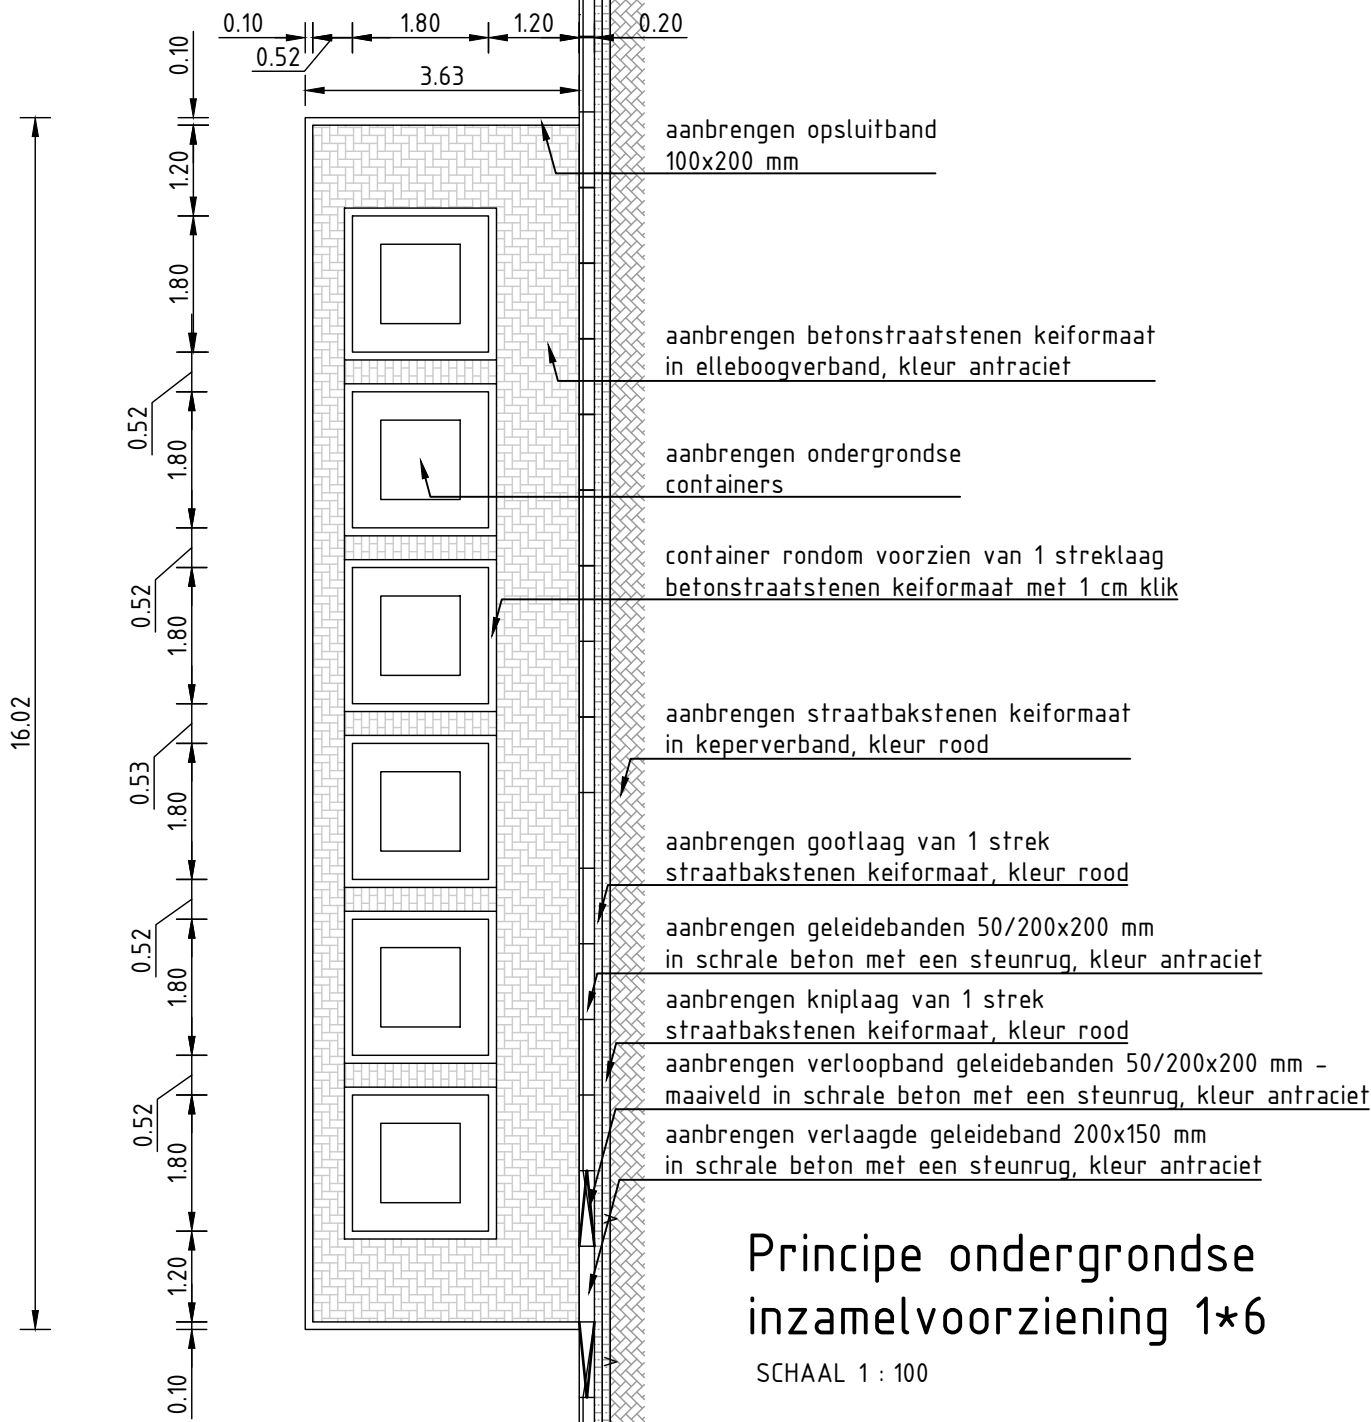 0.10
1.80
1.20
0.20
0.52
3.63
0.10
1.20
1.80
0.52
1.80
0.52
1.80
0.53
1.80
0.52
1.80
0.52
1.80
1.20
0.10
16.02
aanbrengen opsluitband
100x200 mm
aanbrengen betonstraatstenen keiformaat
in elleboogverband, kleur antraciet
aanbrengen ondergrondse
containers
container rondom voorzien van 1 streklaag
betonstraatstenen keiformaat met 1 cm klik
aanbrengen straatbakstenen keiformaat
in keperverband, kleur rood
aanbrengen gootlaag van 1 strek
straatbakstenen keiformaat, kleur rood
aanbrengen geleidebanden 50/200x200 mm
in schrale beton met een steunrug, kleur antraciet
aanbrengen kniplaag van 1 strek
straatbakstenen keiformaat, kleur rood
aanbrengen verloopband geleidebanden 50/200x200 mm -
maaiveld in schrale beton met een steunrug, kleur antraciet
aanbrengen verlaagde geleideband 200x150 mm
in schrale beton met een steunrug, kleur antraciet
Principe ondergrondse
inzamelvoorziening 1*6
SCHAAL 1 : 100